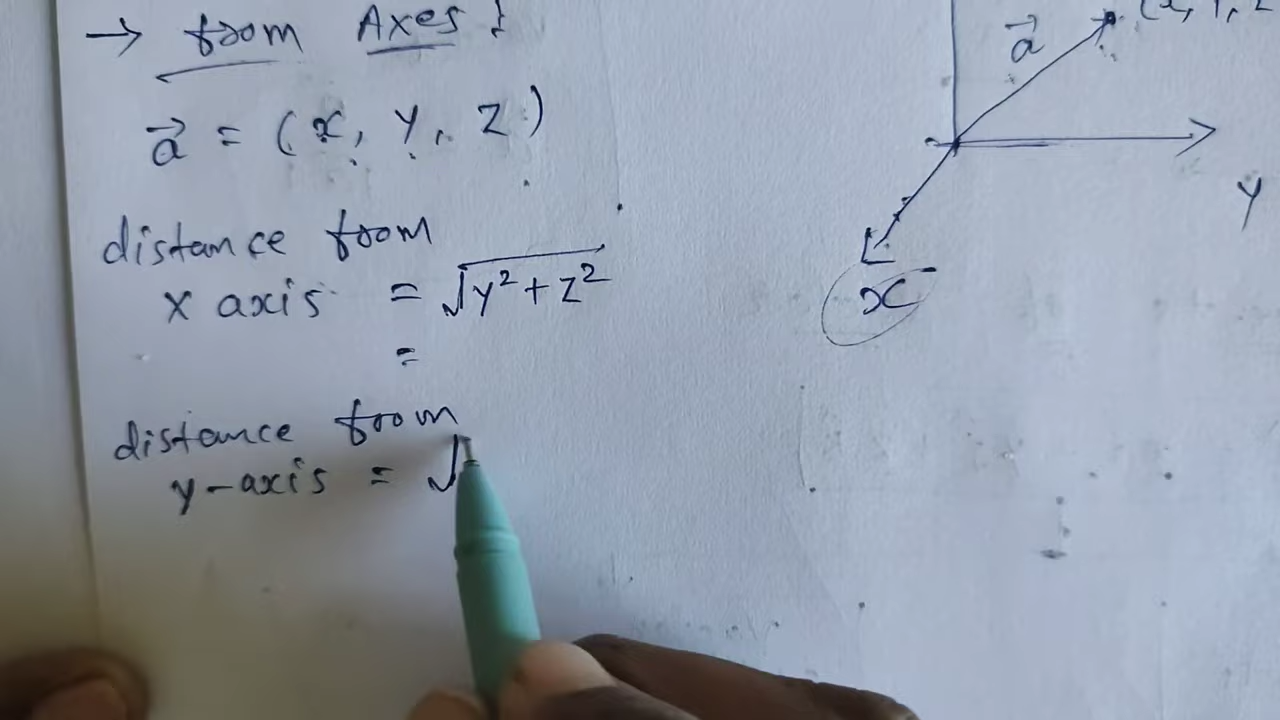 → from Axes :
a⃗ = (x, y, z)
distance from
x axis = √y²+z²
=
distance from
y-axis = √
a⃗
(x, y, z
y
x